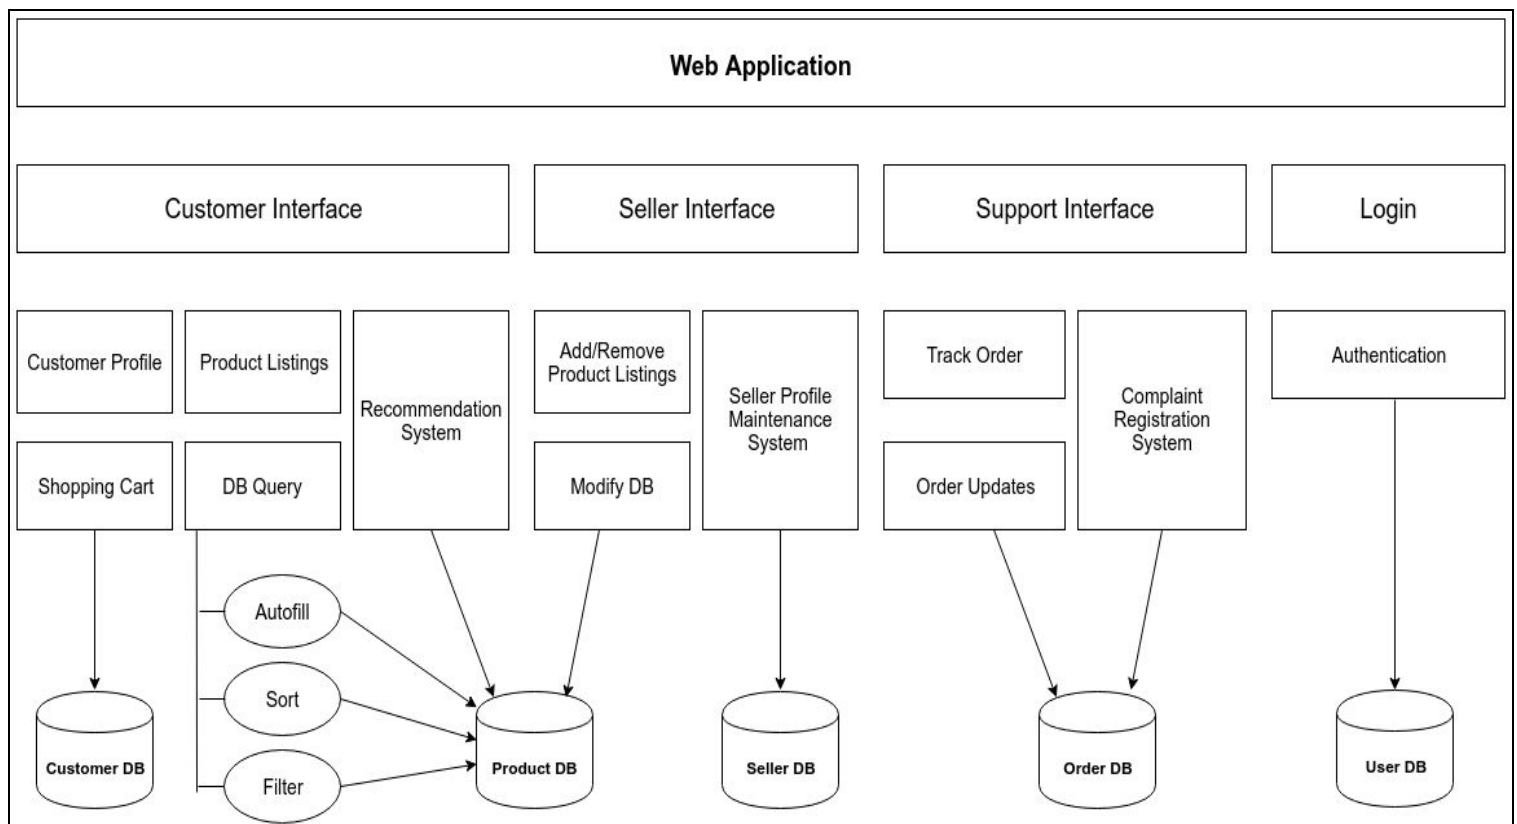 Web Application
Customer Interface
Seller Interface
Support Interface
Login
Customer Profile
Product Listings
Recommendation
System
Add/Remove
Product Listings
Seller Profile
Maintenance
System
Track Order
Complaint
Registration
System
Authentication
Shopping Cart
DB Query
Modify DB
Order Updates
Autofill
Sort
Filter
Customer DB
Product DB
Seller DB
Order DB
User DB